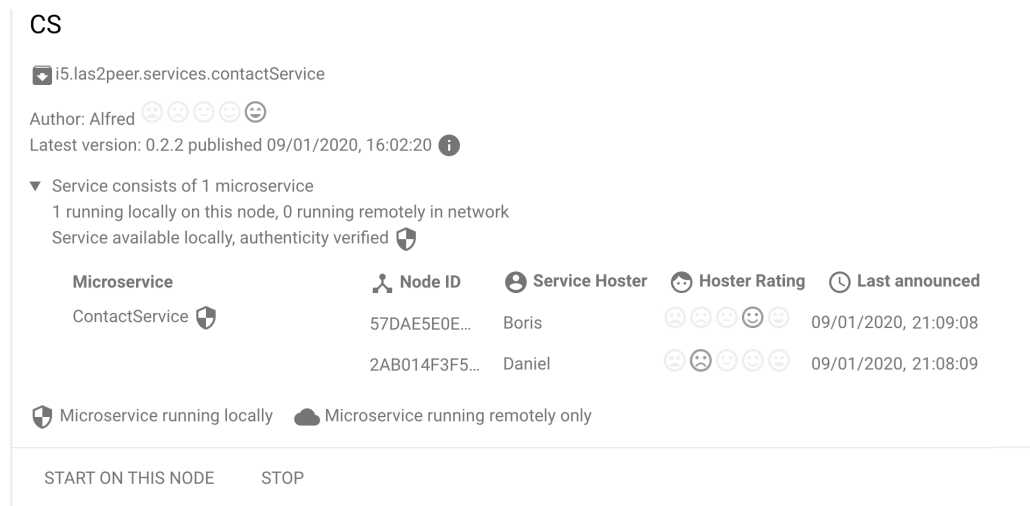 CS
i5.las2peer.services.contactService
Author: Alfred
Latest version: 0.2.2 published 09/01/2020, 16:02:20
Service consists of 1 microservice
1 running locally on this node, 0 running remotely in network
Service available locally, authenticity verified
Microservice Node ID Service Hoster Hoster Rating Last announced
ContactService 57DAE5E0E... Boris 09/01/2020, 21:09:08
2AB014F3F5... Daniel 09/01/2020, 21:08:09
Microservice running locally Microservice running remotely only
START ON THIS NODE STOP